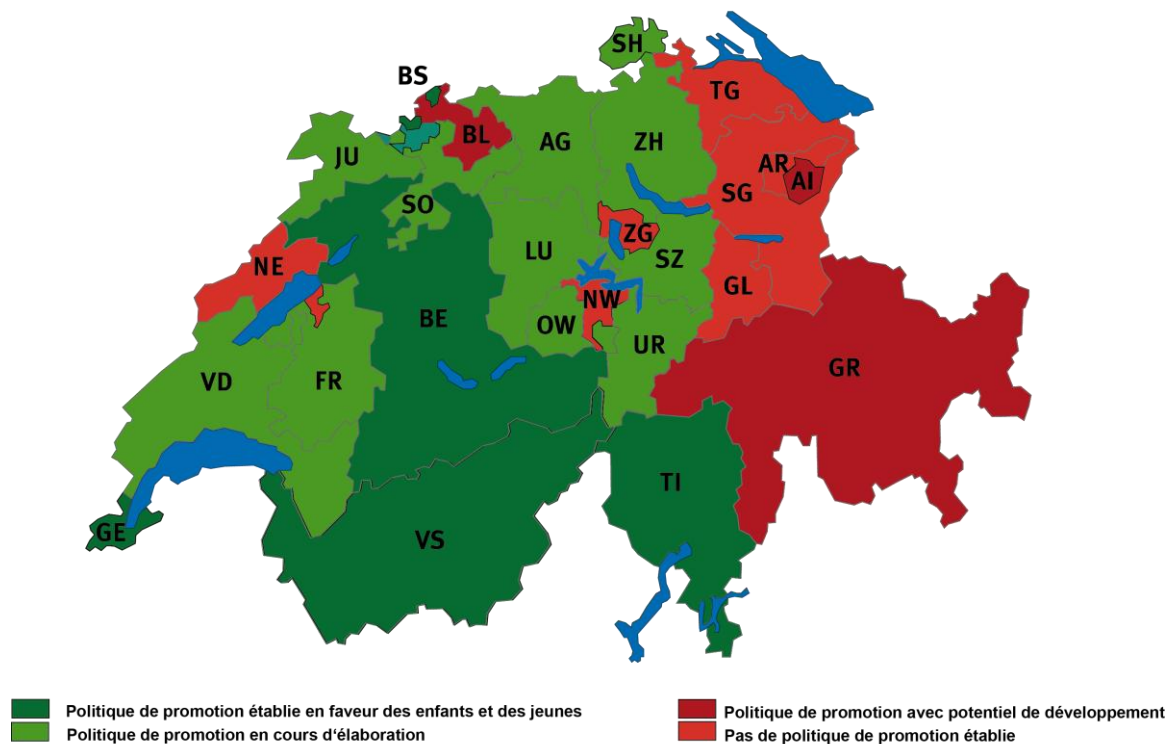 SH
BS
TG
BL
AG
ZH
JU
AR
AI
SG
SO
ZG
LU
SZ
NE
GL
NW
BE
OW
UR
VD
FR
GR
TI
GE
VS
Politique de promotion établie en faveur des enfants et des jeunes
Politique de promotion avec potentiel de développement
Politique de promotion en cours d‘élaboration
Pas de politique de promotion établie